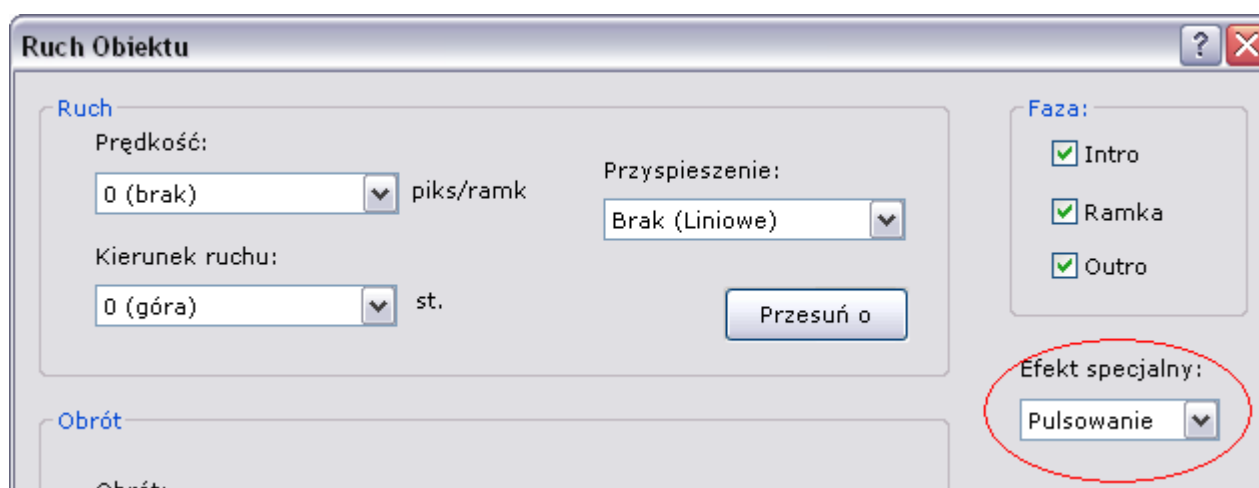 Ruch Obiektu
Ruch
Prędkość:
0 (brak)
piks/ramk
Przyspieszenie:
Brak (Liniowe)
Kierunek ruchu:
0 (góra)
st.
Przesuń o
Faza:
Intro
Ramka
Outro
Efekt specjalny:
Pulsowanie
Obrót
Obrót: